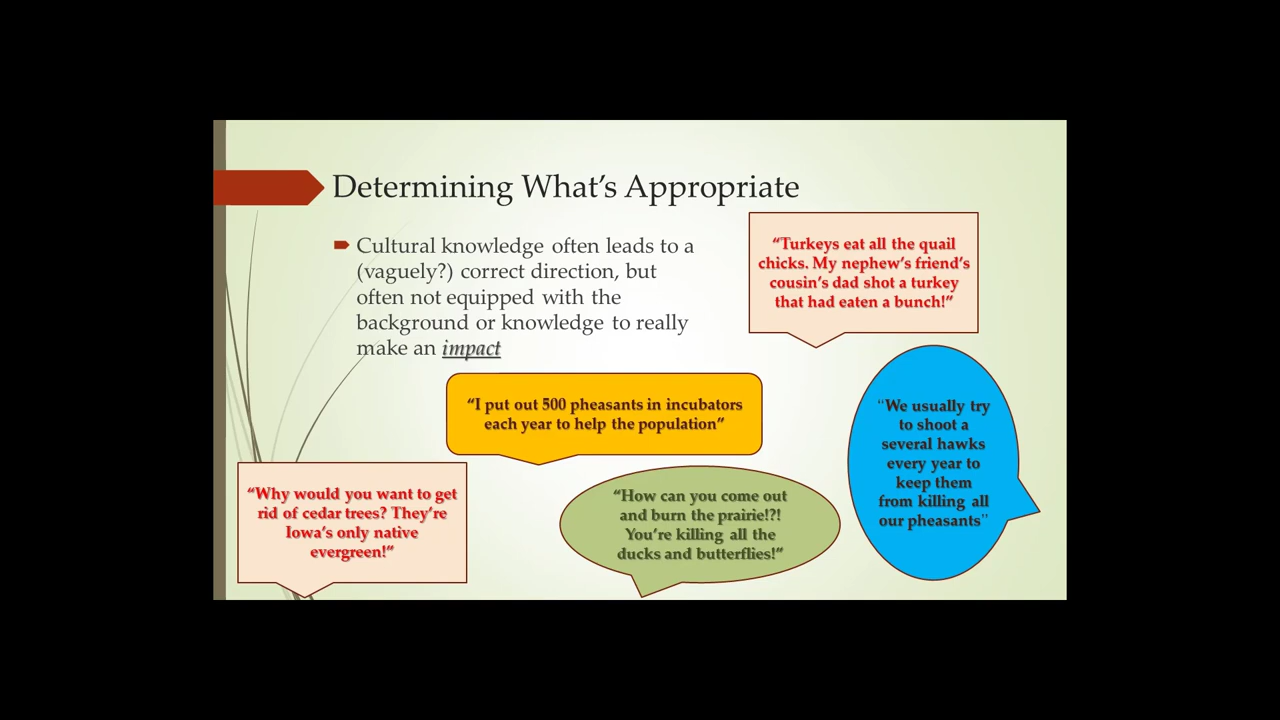 Determining What's Appropriate
Cultural knowledge often leads to a
(vaguely?) correct direction, but
often not equipped with the
background or knowledge to really
make an impact
“Turkeys eat all the quail
chicks. My nephew's friend's
cousin's dad shot a turkey
that had eaten a bunch!”
“I put out 500 pheasants in incubators
each year to help the population”
"We usually try
to shoot a
several hawks
every year to
keep them
from killing all
our pheasants"
“Why would you want to get
rid of cedar trees? They're
Iowa's only native
evergreen!”
“How can you come out
and burn the prairie!?!
You're killing all the
ducks and butterflies!”